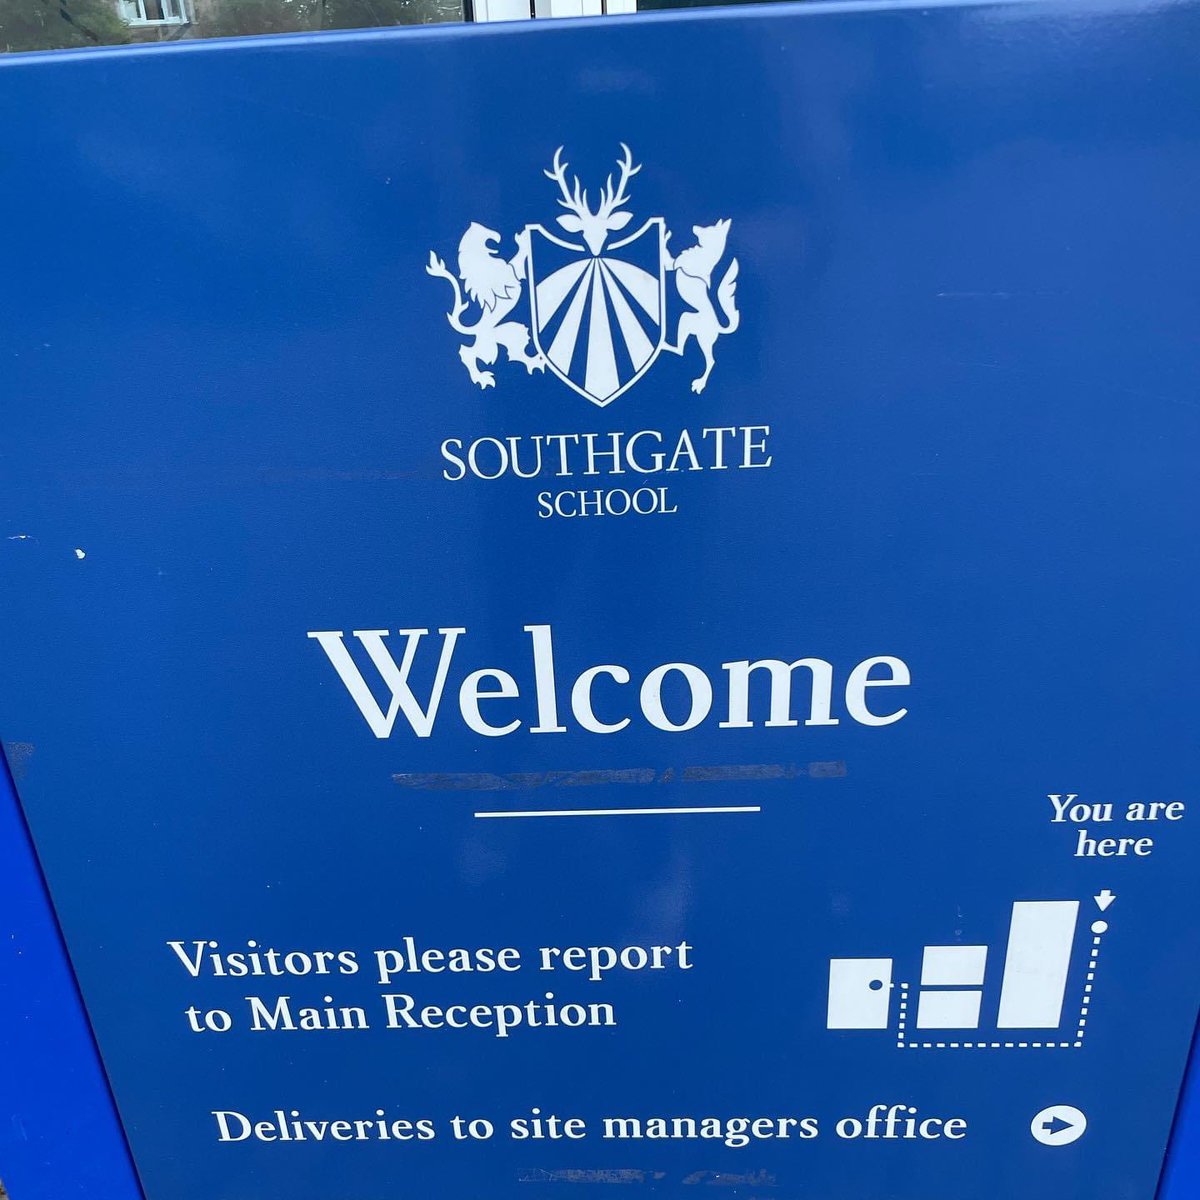 SOUTHGATE
SCHOOL
Welcome
You are
here
Visitors please report
to Main Reception
Deliveries to site managers office